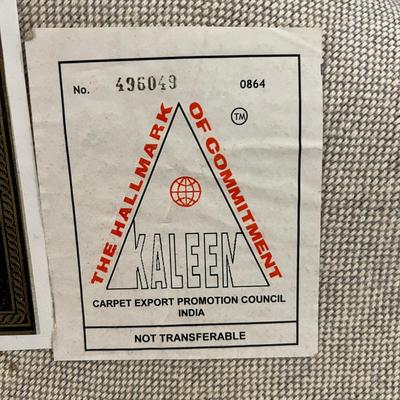 No. 496049 0864
TM
THE HALLMARK OF COMMITMENT
KALEEN
CARPET EXPORT PROMOTION COUNCIL
INDIA
NOT TRANSFERABLE